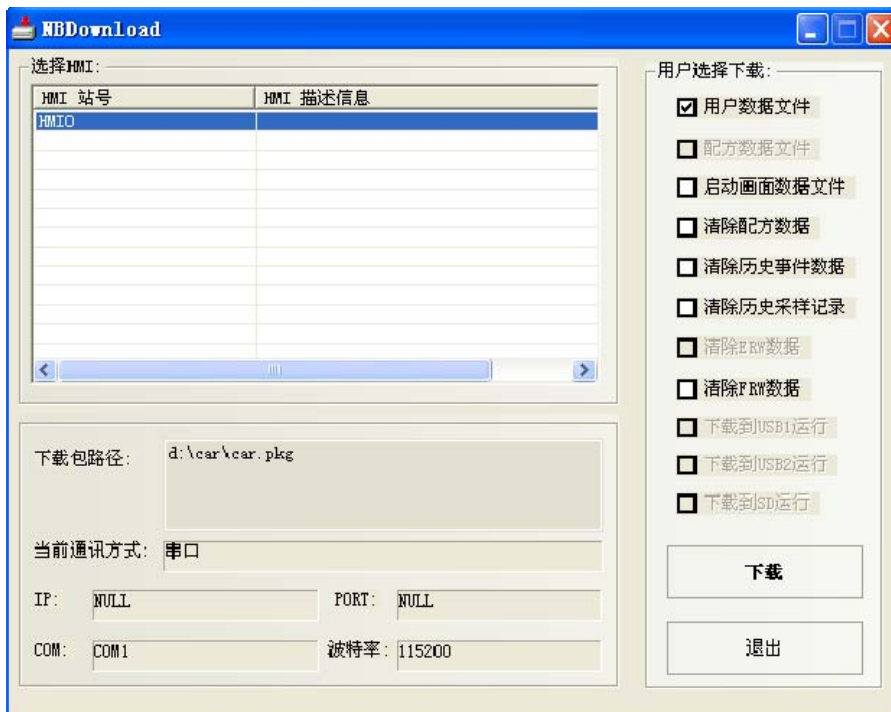 NBDownload
选择HMI:
HMI 站号 HMI 描述信息
HMI0
下载包路径: d:\car\car.pkg
当前通讯方式: 串口
IP: NULL PORT: NULL
COM: COM1 波特率: 115200
用户选择下载:
用户数据文件
配方数据文件
启动画面数据文件
清除配方数据
清除历史事件数据
清除历史采样记录
清除ERW数据
清除FRW数据
下载到USB1运行
下载到USB2运行
下载到SD运行
下载
退出